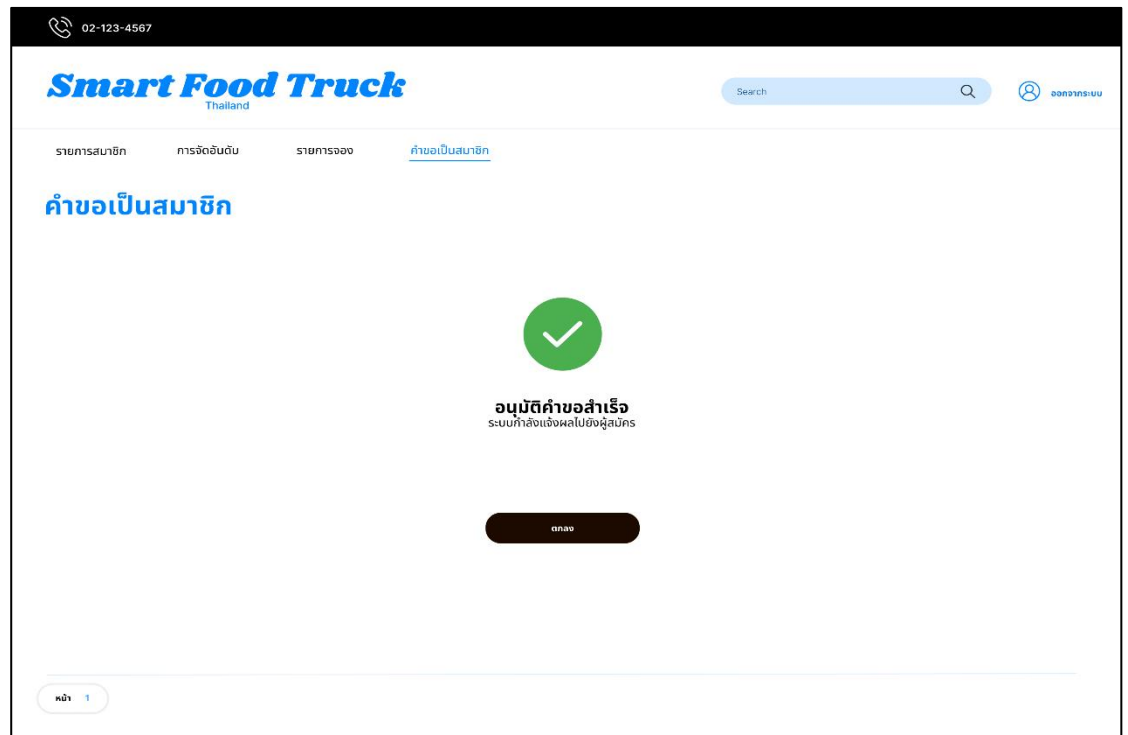 02-123-4567
Smart Food Truck
Thailand
Search
ออกจากระบบ
รายการสมาชิก การจัดอันดับ รายการจอง คำขอเป็นสมาชิก
คำขอเป็นสมาชิก
อนุมัติคำขอสำเร็จ
ระบบกำลังแจ้งผลไปยังผู้สมัคร
ตกลง
หน้า 1